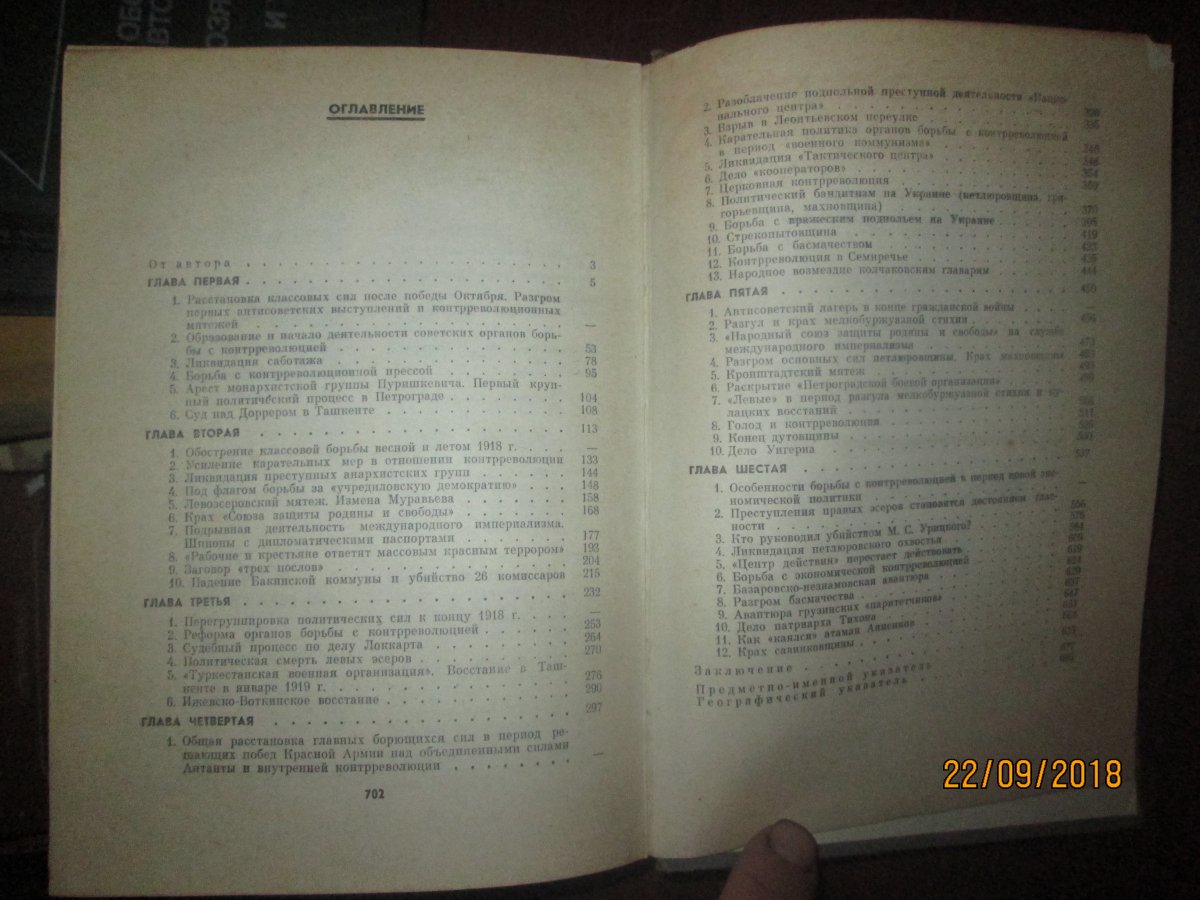 ОБЕС
АВТО
ОЗЯ
И
ОГЛАВЛЕНИЕ
От автора 3
ГЛАВА ПЕРВАЯ 5
1. Расстановка классовых сил после победы Октября. Разгром
первых антисоветских выступлений и контрреволюционных
мятежей —
2. Образование и начало деятельности советских органов борь-
бы с контрреволюцией 53
3. Ликвидация саботажа 78
4. Борьба с контрреволюционной прессой 95
5. Арест монархистской группы Пуришкевича. Первый круп-
ный политический процесс в Петрограде 104
6. Суд над Доррером в Ташкенте 108
ГЛАВА ВТОРАЯ 113
1. Обострение классовой борьбы весной и летом 1918 г. —
2. Усиление карательных мер в отношении контрреволюции 133
3. Ликвидация преступных анархистских групп 144
4. Под флагом борьбы за «учредиловскую демократию» 148
5. Левоэсеровский мятеж. Измена Муравьева 158
6. Крах «Союза защиты родины и свободы» 168
7. Подрывная деятельность международного империализма.
Шпионы с дипломатическими паспортами 177
8. «Рабочие и крестьяне ответят массовым красным террором» 193
9. Заговор «трех послов» 204
10. Падение Бакинской коммуны и убийство 26 комиссаров 215
ГЛАВА ТРЕТЬЯ 232
1. Перегруппировка политических сил к концу 1918 г. —
2. Реформа органов борьбы с контрреволюцией 253
3. Судебный процесс по делу Локкарта 264
4. Политическая смерть левых эсеров 270
5. «Туркестанская военная организация». Восстание в Таш-
кенте в январе 1919 г. 276
6. Ижевско-Воткинское восстание 290
ГЛАВА ЧЕТВЕРТАЯ 297
1. Общая расстановка главных борющихся сил в период ре-
шающих побед Красной Армии над объединенными силами
Антанты и внутренней контрреволюции —
702
2. Разоблачение подпольной преступной деятельности «Нацио-
нального центра»
3. Взрыв в Леонтьевском переулке
4. Карательная политика органов борьбы с контрреволюцией
в период «военного коммунизма»
5. Ликвидация «Тактического центра»
6. Дело «кооператоров»
7. Церковная контрреволюция
8. Политический бандитизм на Украине (петлюровщина, гри-
горьевщина, махновщина) 370
9. Борьба с вражеским подпольем на Украине
10. Стрекопытовщина 419
11. Борьба с басмачеством
12. Контрреволюция в Семиречье 435
13. Народное возмездие колчаковским главарям 444
ГЛАВА ПЯТАЯ
1. Антисоветский лагерь в конце гражданской войны
2. Разгул и крах мелкобуржуазной стихии
3. «Народный союз защиты родины и свободы» на службе
международного империализма
4. Разгром основных сил петлюровщины. Крах махновщины
5. Кронштадтский мятеж
6. Раскрытие «Петроградской боевой организации»
7. «Левые» в период разгула мелкобуржуазной стихии и ку-
лацких восстаний
8. Голод и контрреволюция
9. Конец дутовщины
10. Дело Унгерна
ГЛАВА ШЕСТАЯ
1. Особенности борьбы с контрреволюцией в период новой эко-
номической политики
2. Преступления правых эсеров становятся достоянием глас-
ности
3. Кто руководил убийством М. С. Урицкого?
4. Ликвидация петлюровского охвостья
5. «Центр действия» перестает действовать
6. Борьба с экономической контрреволюцией
7. Базаровско-незнамовская авантюра
8. Разгром басмачества
9. Авантюра грузинских «паритетчиков»
10. Дело патриарха Тихона
11. Как «каялся» атаман Анненков
12. Крах савинковщины
Заключение
Предметно-именной указатель
Географический указатель
22/09/2018